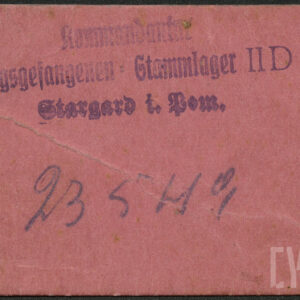 Kommandantur
gsgefangenen - Stammlager II D
Stargard i. Pom.
23549